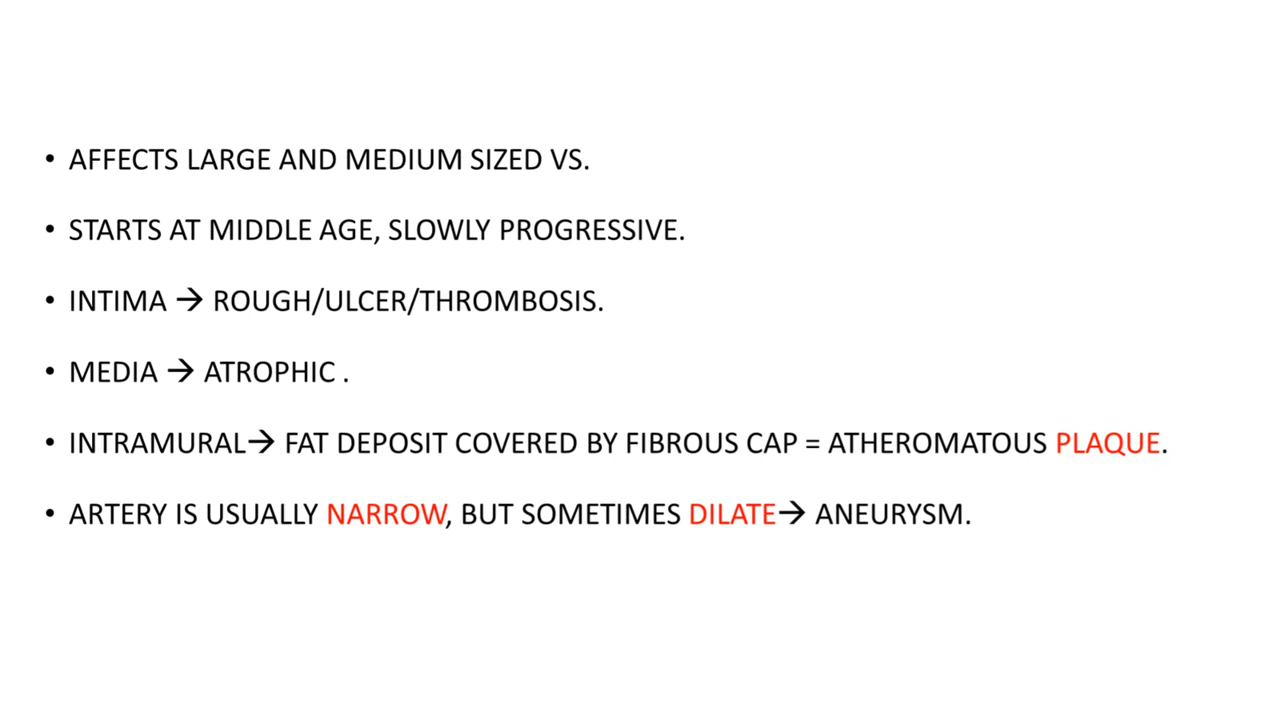 • AFFECTS LARGE AND MEDIUM SIZED VS.
• STARTS AT MIDDLE AGE, SLOWLY PROGRESSIVE.
• INTIMA → ROUGH/ULCER/THROMBOSIS.
• MEDIA → ATROPHIC .
• INTRAMURAL→ FAT DEPOSIT COVERED BY FIBROUS CAP = ATHEROMATOUS PLAQUE.
• ARTERY IS USUALLY NARROW, BUT SOMETIMES DILATE→ ANEURYSM.